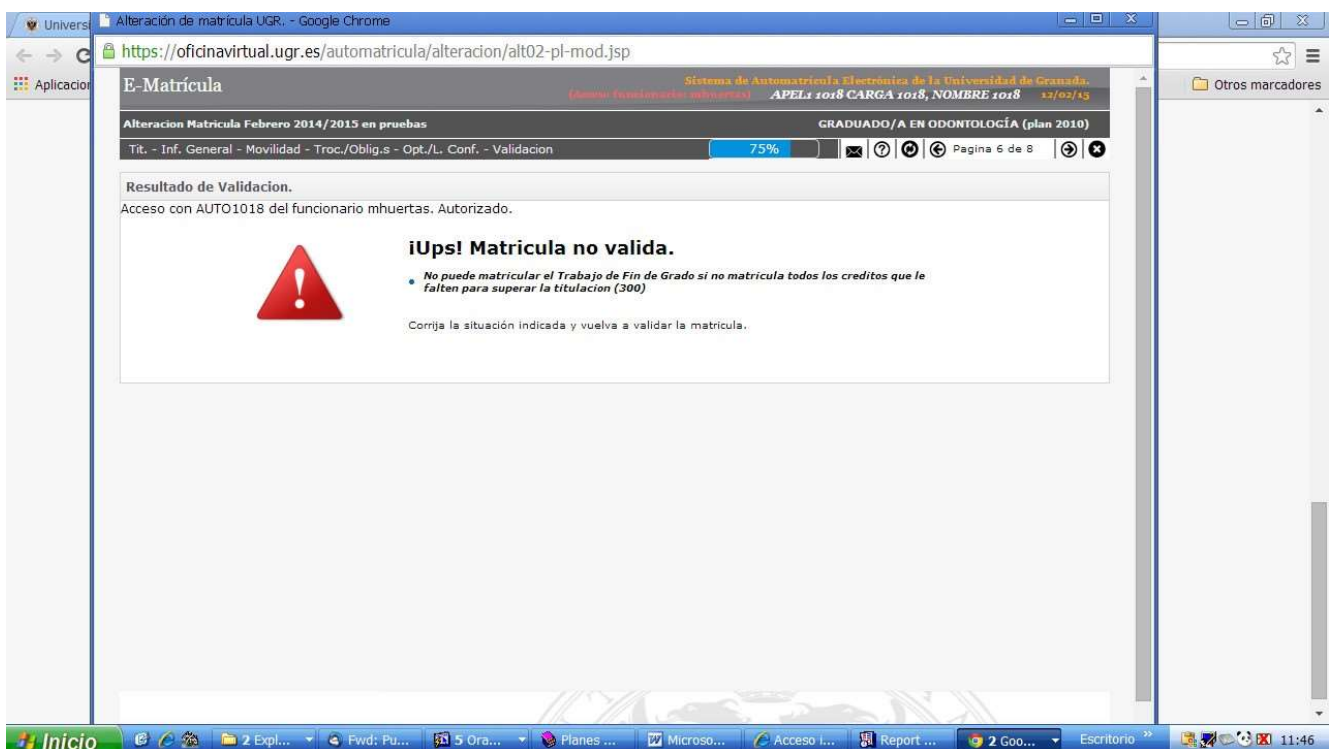 Universi
Alteración de matrícula UGR. - Google Chrome
https://oficinavirtual.ugr.es/automatricula/alteracion/alt02-pl-mod.jsp
Aplicacion
Otros marcadores
E-Matrícula
Sistema de Automatrícula Electrónica de la Universidad de Granada.
(Acceso funcionario: mhuertas) APEL1 1018 CARGA 1018, NOMBRE 1018 12/02/15
Alteracion Matricula Febrero 2014/2015 en pruebas
GRADUADO/A EN ODONTOLOGÍA (plan 2010)
Tit. - Inf. General - Movilidad - Troc./Oblig.s - Opt./L. Conf. - Validacion
75%
Pagina 6 de 8
Resultado de Validacion.
Acceso con AUTO1018 del funcionario mhuertas. Autorizado.
¡Ups! Matricula no valida.
No puede matricular el Trabajo de Fin de Grado si no matricula todos los creditos que le
falten para superar la titulacion (300)
Corrija la situación indicada y vuelva a validar la matricula.
Inicio
2 Expl...
Fwd: Pu...
5 Ora...
Planes ...
Microso...
Acceso i...
Report ...
2 Goo...
Escritorio
11:46